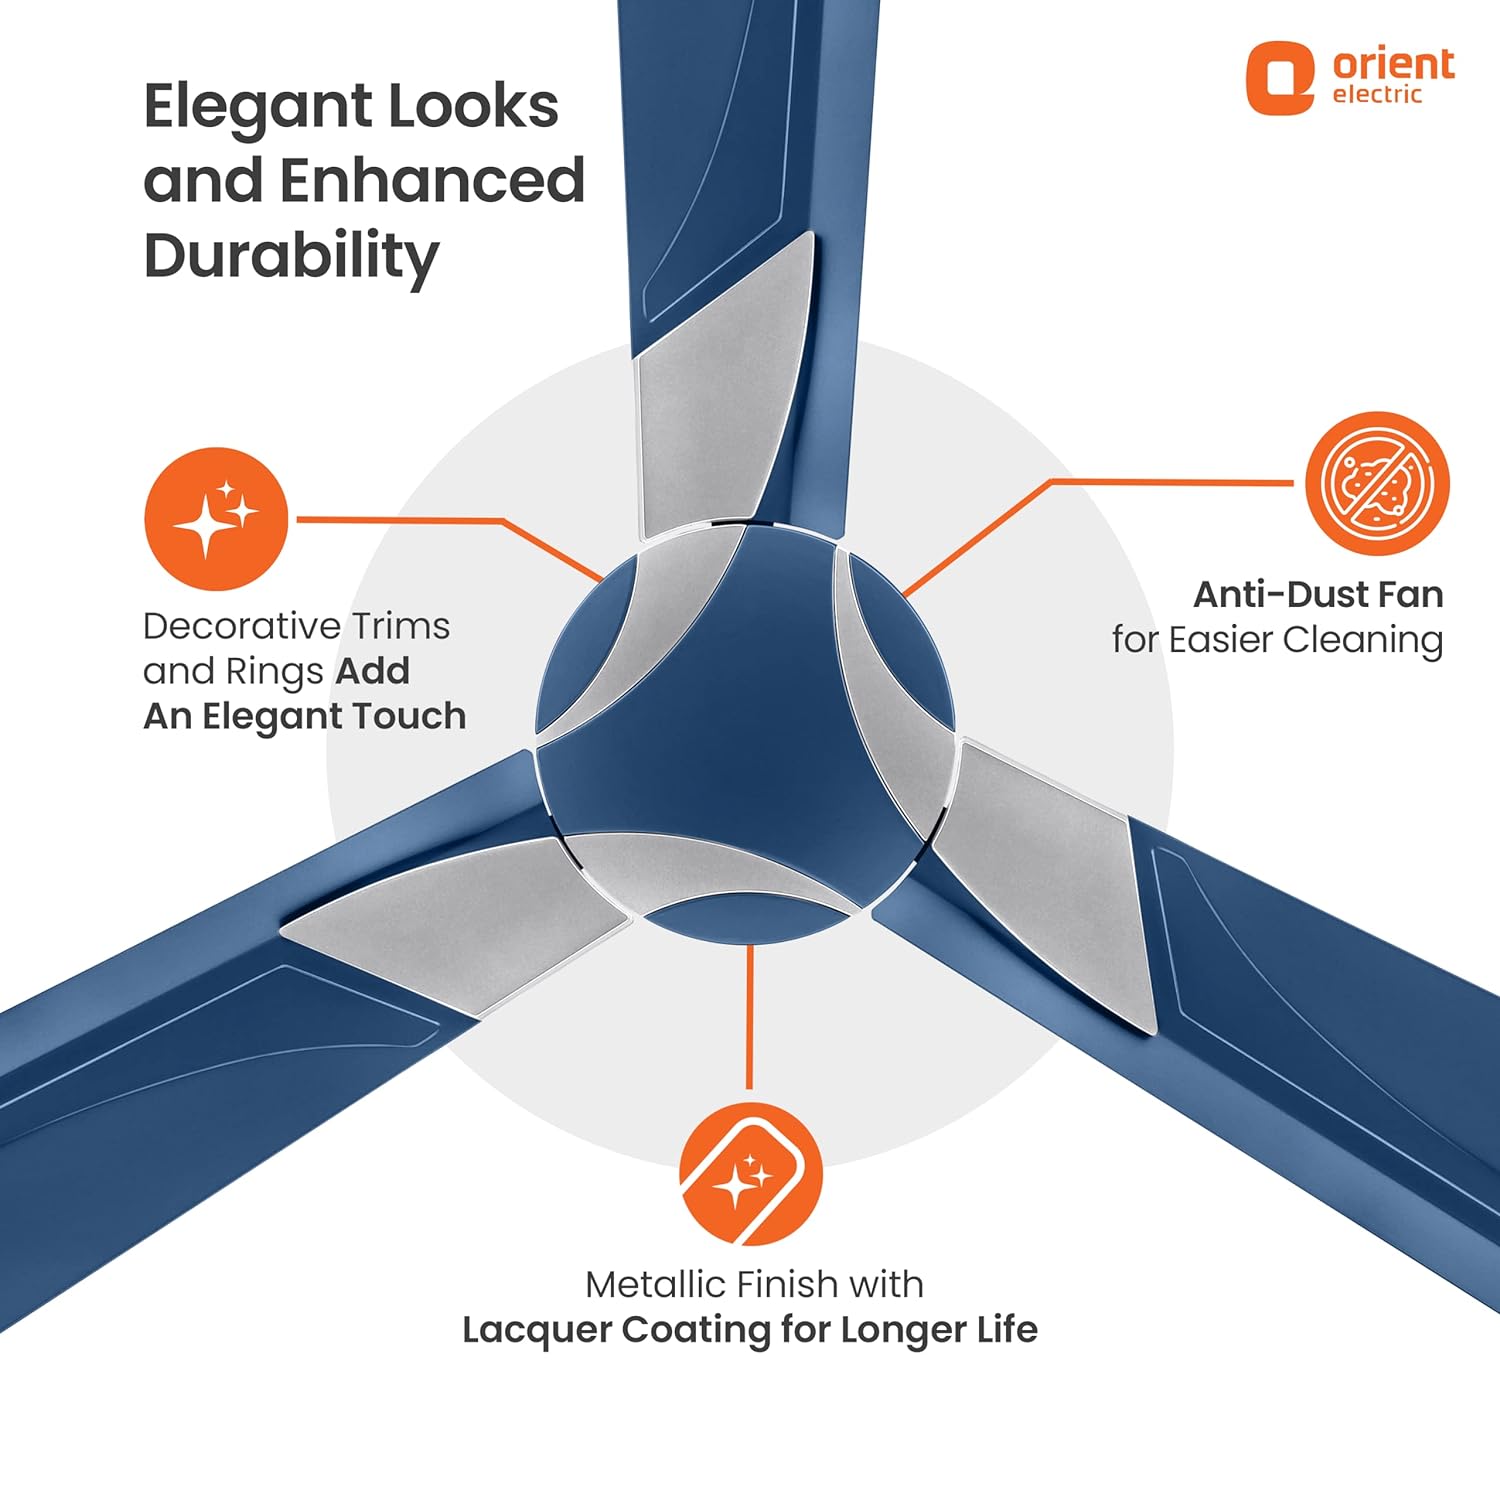 Elegant Looks
and Enhanced
Durability
orient
electric
Decorative Trims
and Rings Add
An Elegant Touch
Anti-Dust Fan
for Easier Cleaning
Metallic Finish with
Lacquer Coating for Longer Life